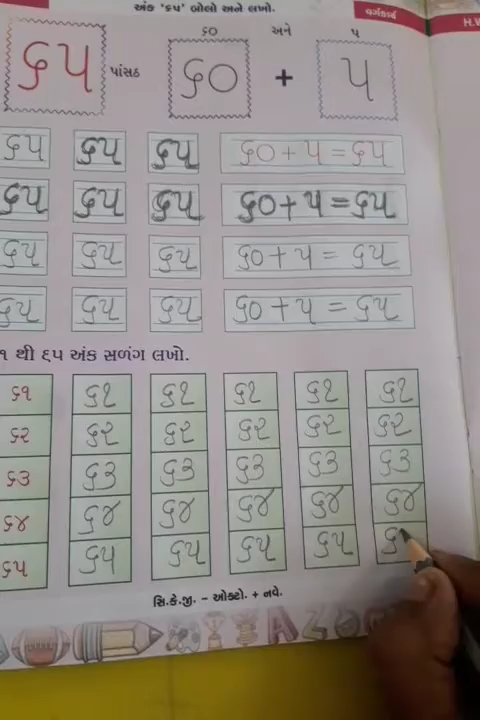 અંક '૬૫' બોલો અને લખો.
વર્ગકાર્ય
H.W
૬૦ અને ૫
૬૫ પાંસઠ ૬૦ + ૫
૬૫ ૬૫ ૬૫ ૬૦ + ૫ = ૬૫
૬૫ ૬૫ ૬૫ ૬૦ + ૫ = ૬૫
૬૫ ૬૫ ૬૫ ૬૦ + ૫ = ૬૫
૬૫ ૬૫ ૬૫ ૬૦ + ૫ = ૬૫
૧ થી ૬૫ અંક સળંગ લખો.
૬૧ ૬૧ ૬૧ ૬૧ ૬૧ ૬૧
૬૨ ૬૨ ૬૨ ૬૨ ૬૨ ૬૨
૬૩ ૬૩ ૬૩ ૬૩ ૬૩ ૬૩
૬૪ ૬૪ ૬૪ ૬૪ ૬૪ ૬૪
૬૫ ૬૫ ૬૫ ૬૫ ૬૫ ૬
સિ.કે.જી. - ઓક્ટો. + નવે.
A Z